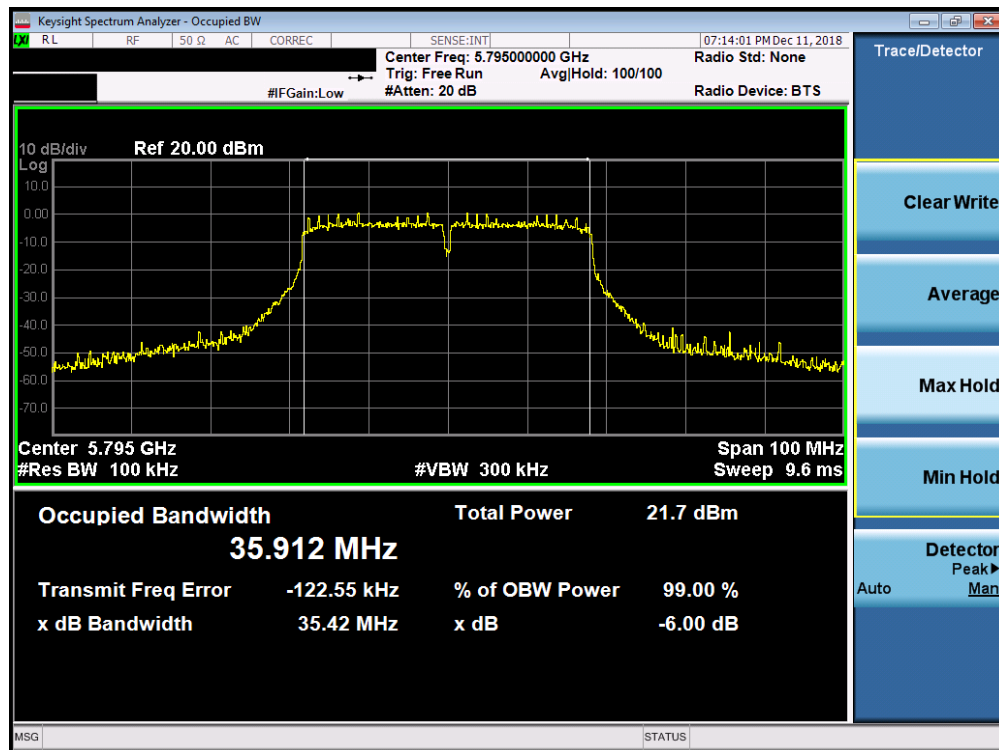 Keysight Spectrum Analyzer - Occupied BW
LXI RL RF 50 Ω AC CORREC SENSE:INT 07:14:01 PM Dec 11, 2018
Center Freq: 5.795000000 GHz Radio Std: None
Trig: Free Run Avg|Hold: 100/100
#IFGain:Low #Atten: 20 dB Radio Device: BTS
10 dB/div Ref 20.00 dBm
Log
10.0
0.00
-10.0
-20.0
-30.0
-40.0
-50.0
-60.0
-70.0
Center 5.795 GHz Span 100 MHz
#Res BW 100 kHz #VBW 300 kHz Sweep 9.6 ms
Occupied Bandwidth Total Power 21.7 dBm
35.912 MHz
Transmit Freq Error -122.55 kHz % of OBW Power 99.00 %
x dB Bandwidth 35.42 MHz x dB -6.00 dB
MSG STATUS
Trace/Detector
Clear Write
Average
Max Hold
Min Hold
Detector
Peak▶
Auto Man